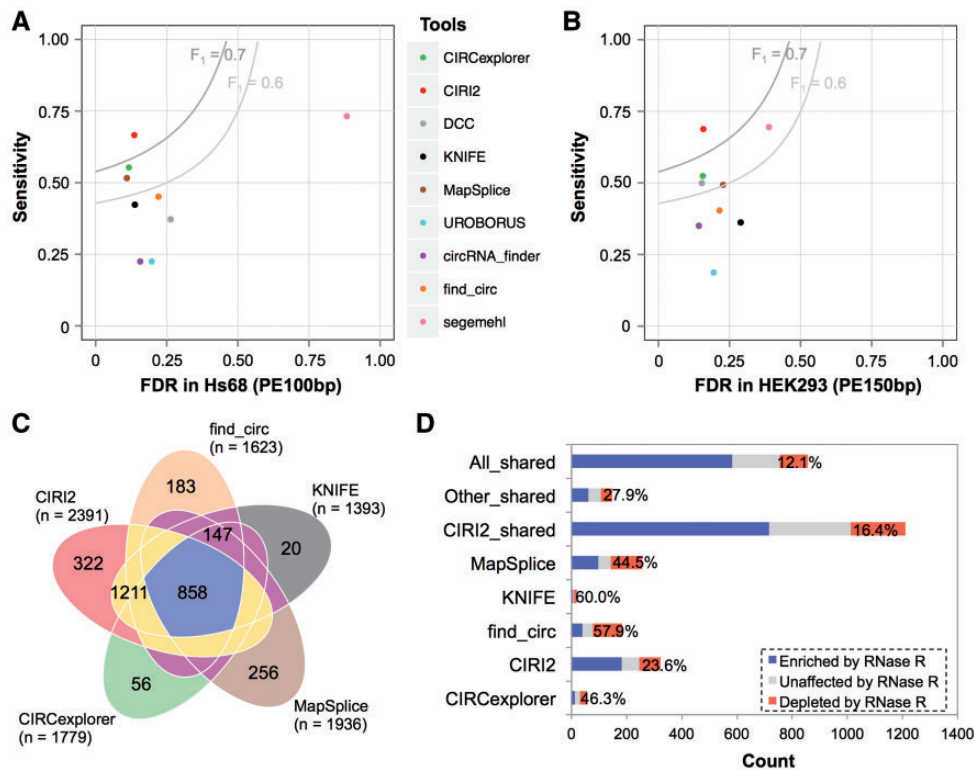 A
Sensitivity
1.00
0.75
0.50
0.25
0
F1 = 0.7
F1 = 0.6
0 0.25 0.50 0.75 1.00
FDR in Hs68 (PE100bp)
Tools
CIRCexplorer
CIRI2
DCC
KNIFE
MapSplice
UROBORUS
circRNA_finder
find_circ
segemehl
B
Sensitivity
1.00
0.75
0.50
0.25
0
F1 = 0.7
F1 = 0.6
0 0.25 0.50 0.75 1.00
FDR in HEK293 (PE150bp)
C
find_circ
(n = 1623)
KNIFE
(n = 1393)
CIRI2
(n = 2391)
183
147
20
322
1211
858
56
256
CIRCexplorer
(n = 1779)
MapSplice
(n = 1936)
D
All_shared 12.1%
Other_shared 27.9%
CIRI2_shared 16.4%
MapSplice 44.5%
KNIFE 60.0%
find_circ 57.9%
CIRI2 23.6%
CIRCexplorer 46.3%
Enriched by RNase R
Unaffected by RNase R
Depleted by RNase R
0 200 400 600 800 1000 1200 1400
Count